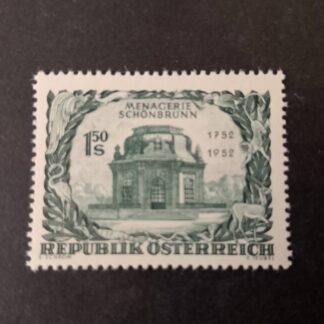 MENAGERIE
SCHÖNBRUNN
1.50
S
1752
1952
REPUBLIK ÖSTERREICH